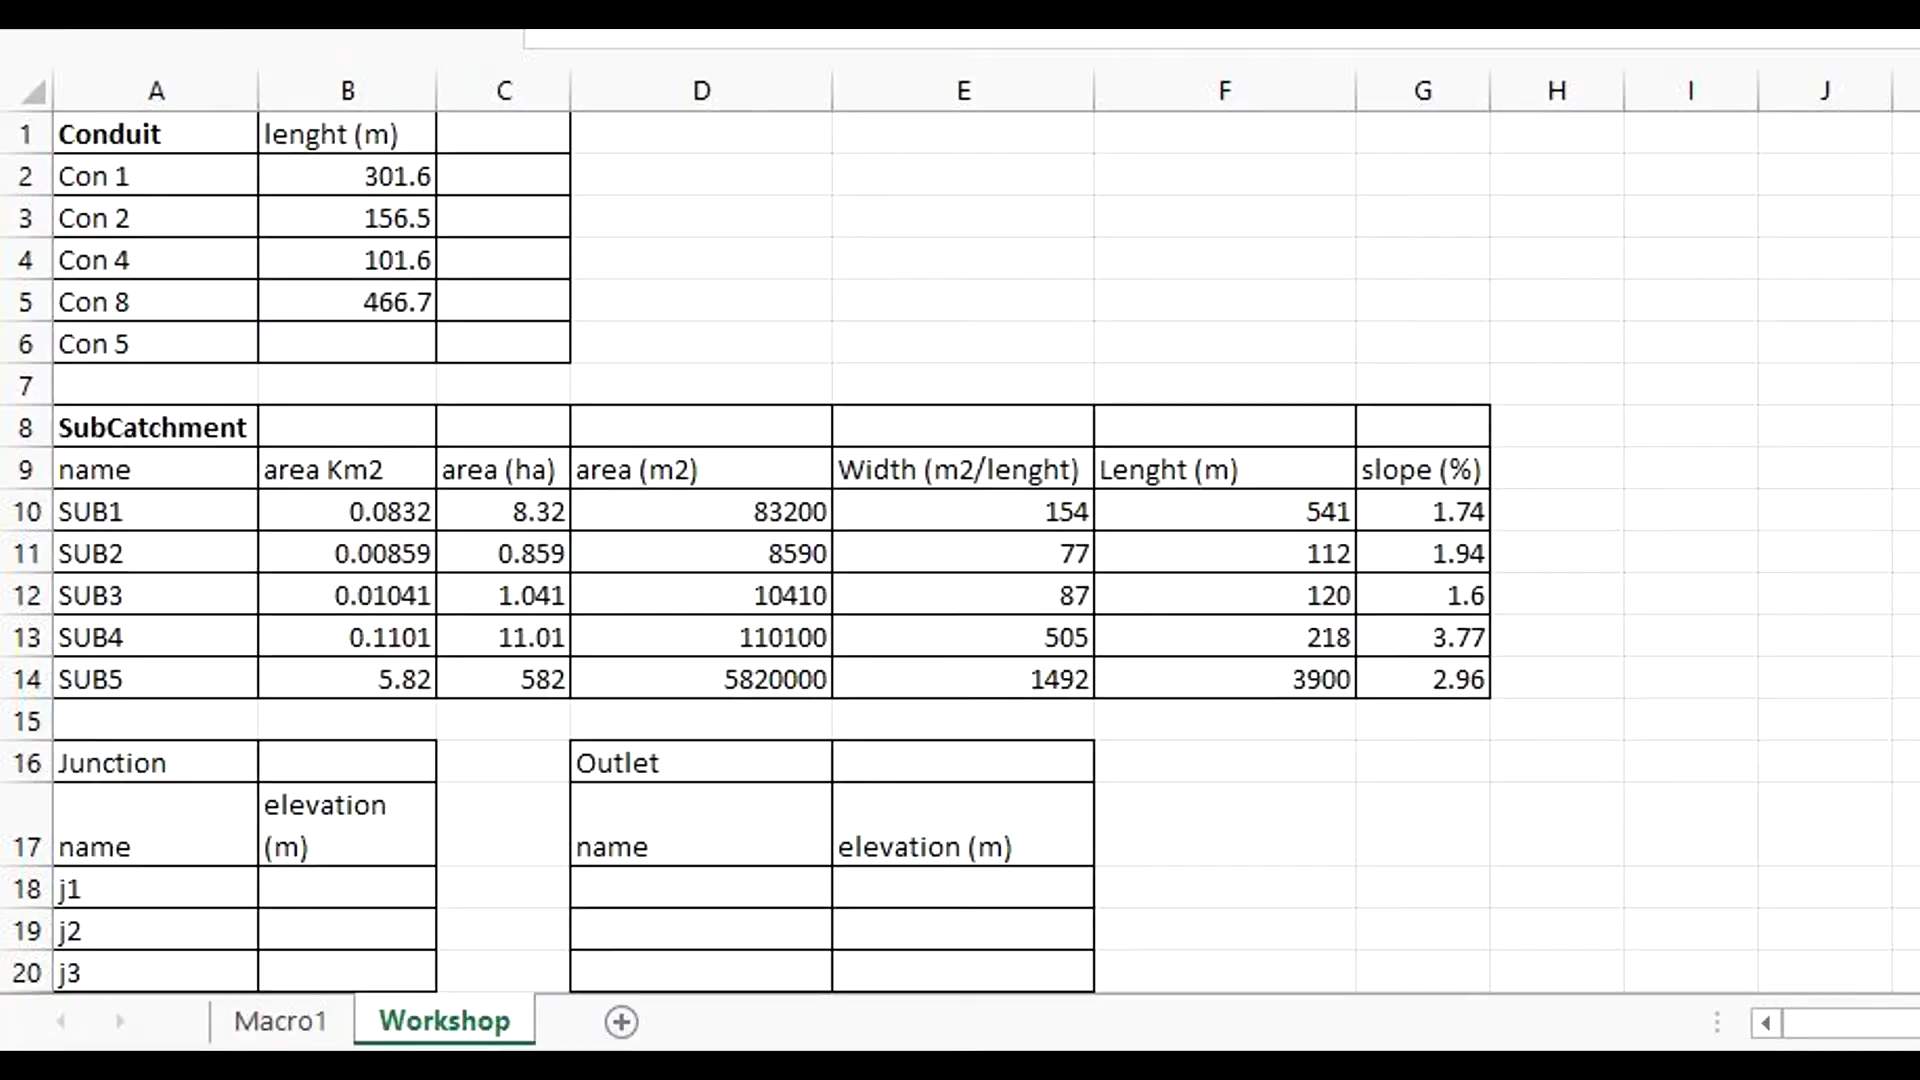 A B C D E F G H I J
1 Conduit lenght (m)
2 Con 1 301.6
3 Con 2 156.5
4 Con 4 101.6
5 Con 8 466.7
6 Con 5
7
8 SubCatchment
9 name area Km2 area (ha) area (m2) Width (m2/lenght) Lenght (m) slope (%)
10 SUB1 0.0832 8.32 83200 154 541 1.74
11 SUB2 0.00859 0.859 8590 77 112 1.94
12 SUB3 0.01041 1.041 10410 87 120 1.6
13 SUB4 0.1101 11.01 110100 505 218 3.77
14 SUB5 5.82 582 5820000 1492 3900 2.96
15
16 Junction Outlet
elevation
17 name (m) name elevation (m)
18 j1
19 j2
20 j3
Macro1 Workshop